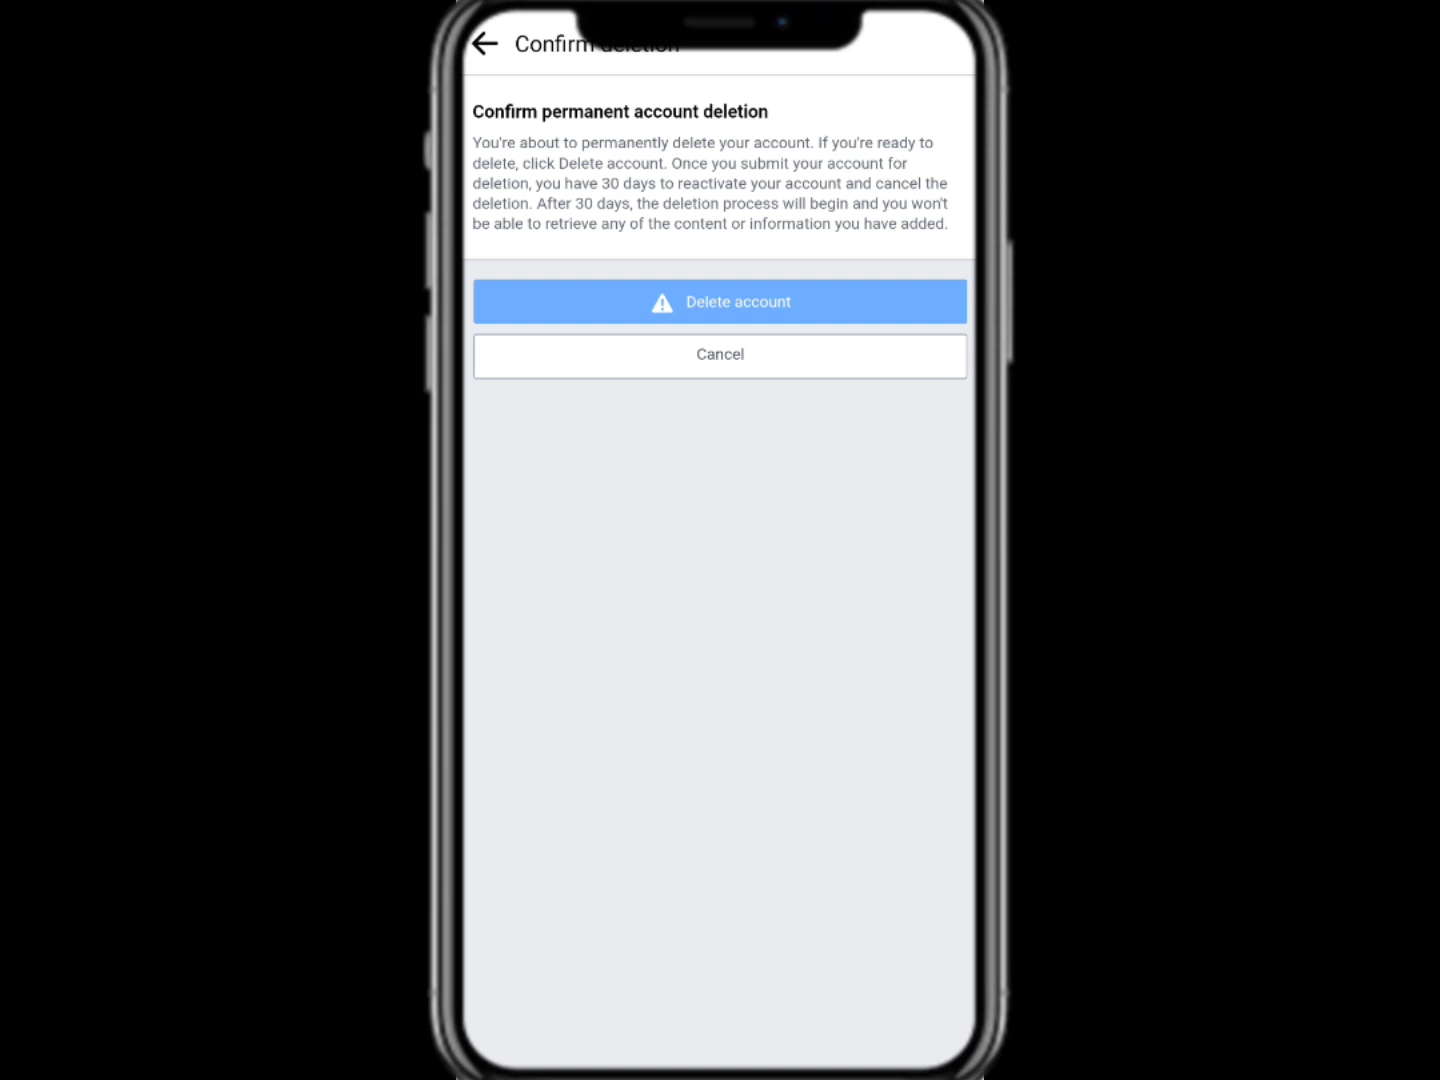 Confirm deletion
Confirm permanent account deletion
You're about to permanently delete your account. If you're ready to
delete, click Delete account. Once you submit your account for
deletion, you have 30 days to reactivate your account and cancel the
deletion. After 30 days, the deletion process will begin and you won't
be able to retrieve any of the content or information you have added.
Delete account
Cancel